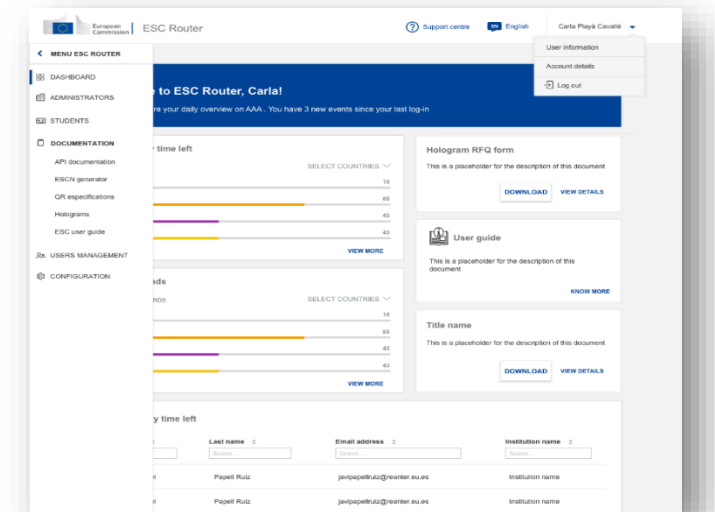 European
Commission
ESC Router
Support centre
EN English
Carla Playà Cavallé
MENU ESC ROUTER
User information
Account details
Log out
DASHBOARD
ADMINISTRATORS
STUDENTS
DOCUMENTATION
API documentation
ESCN generator
QR especifications
Holograms
ESC user guide
USERS MANAGEMENT
CONFIGURATION
to ESC Router, Carla!
re your daily overview on AAA . You have 3 new events since your last log-in
time left
SELECT COUNTRIES
65
43
43
VIEW MORE
Hologram RFQ form
This is a placeholder for the description of this document
DOWNLOAD VIEW DETAILS
User guide
This is a placeholder for the description of this
document
KNOW MORE
RDS
SELECT COUNTRIES
65
43
43
VIEW MORE
Title name
This is a placeholder for the description of this document
DOWNLOAD VIEW DETAILS
y time left
Last name Email address Institution name
Search... Search... Search...
Papell Ruiz javipapellruiz@reanter.eu.es Institution name
Papell Ruiz javipapellruiz@reanter.eu.es Institution name